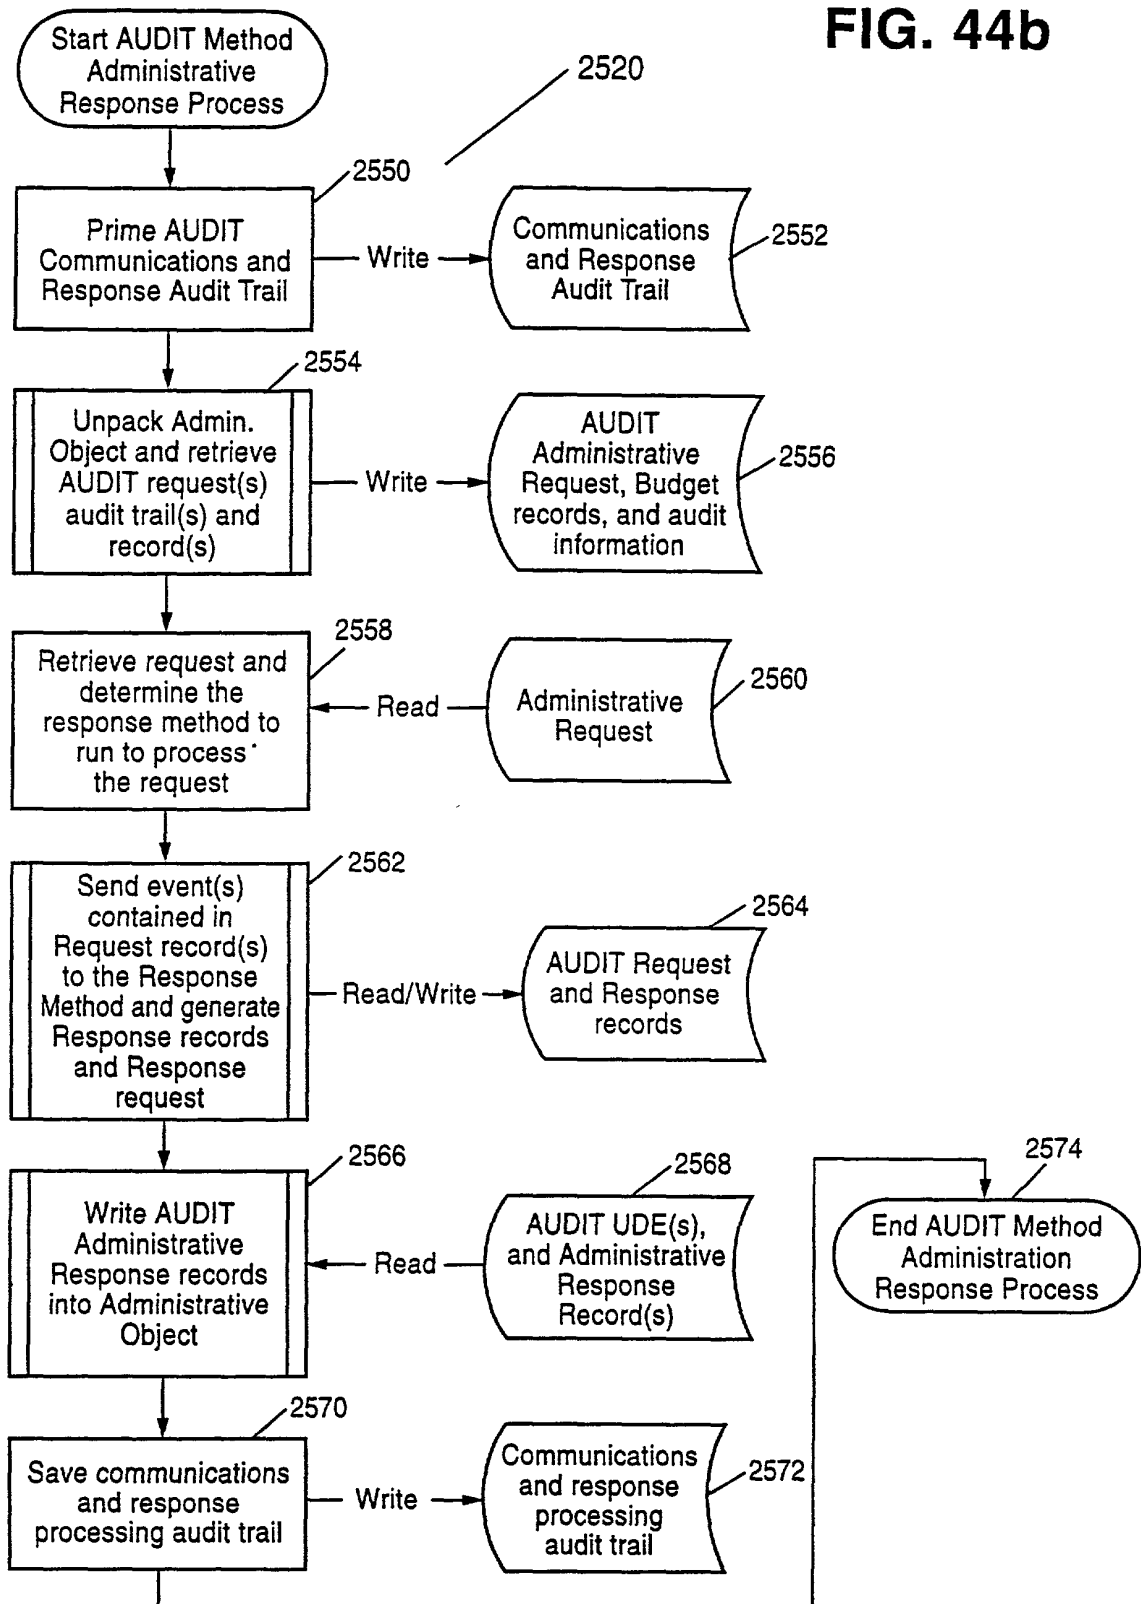 FIG. 44b
Start AUDIT Method
Administrative
Response Process
2520
2550
Prime AUDIT
Communications and
Response Audit Trail
Write
Communications
and Response
Audit Trail
2552
2554
Unpack Admin.
Object and retrieve
AUDIT request(s)
audit trail(s) and
record(s)
Write
AUDIT
Administrative
Request, Budget
records, and audit
information
2556
2558
Retrieve request and
determine the
response method to
run to process
the request
Read
Administrative
Request
2560
2562
Send event(s)
contained in
Request record(s)
to the Response
Method and generate
Response records
and Response
request
Read/Write
2564
AUDIT Request
and Response
records
2566
Write AUDIT
Administrative
Response records
into Administrative
Object
Read
2568
AUDIT UDE(s),
and Administrative
Response
Record(s)
2570
Save communications
and response
processing audit trail
Write
Communications
and response
processing
audit trail
2572
2574
End AUDIT Method
Administration
Response Process